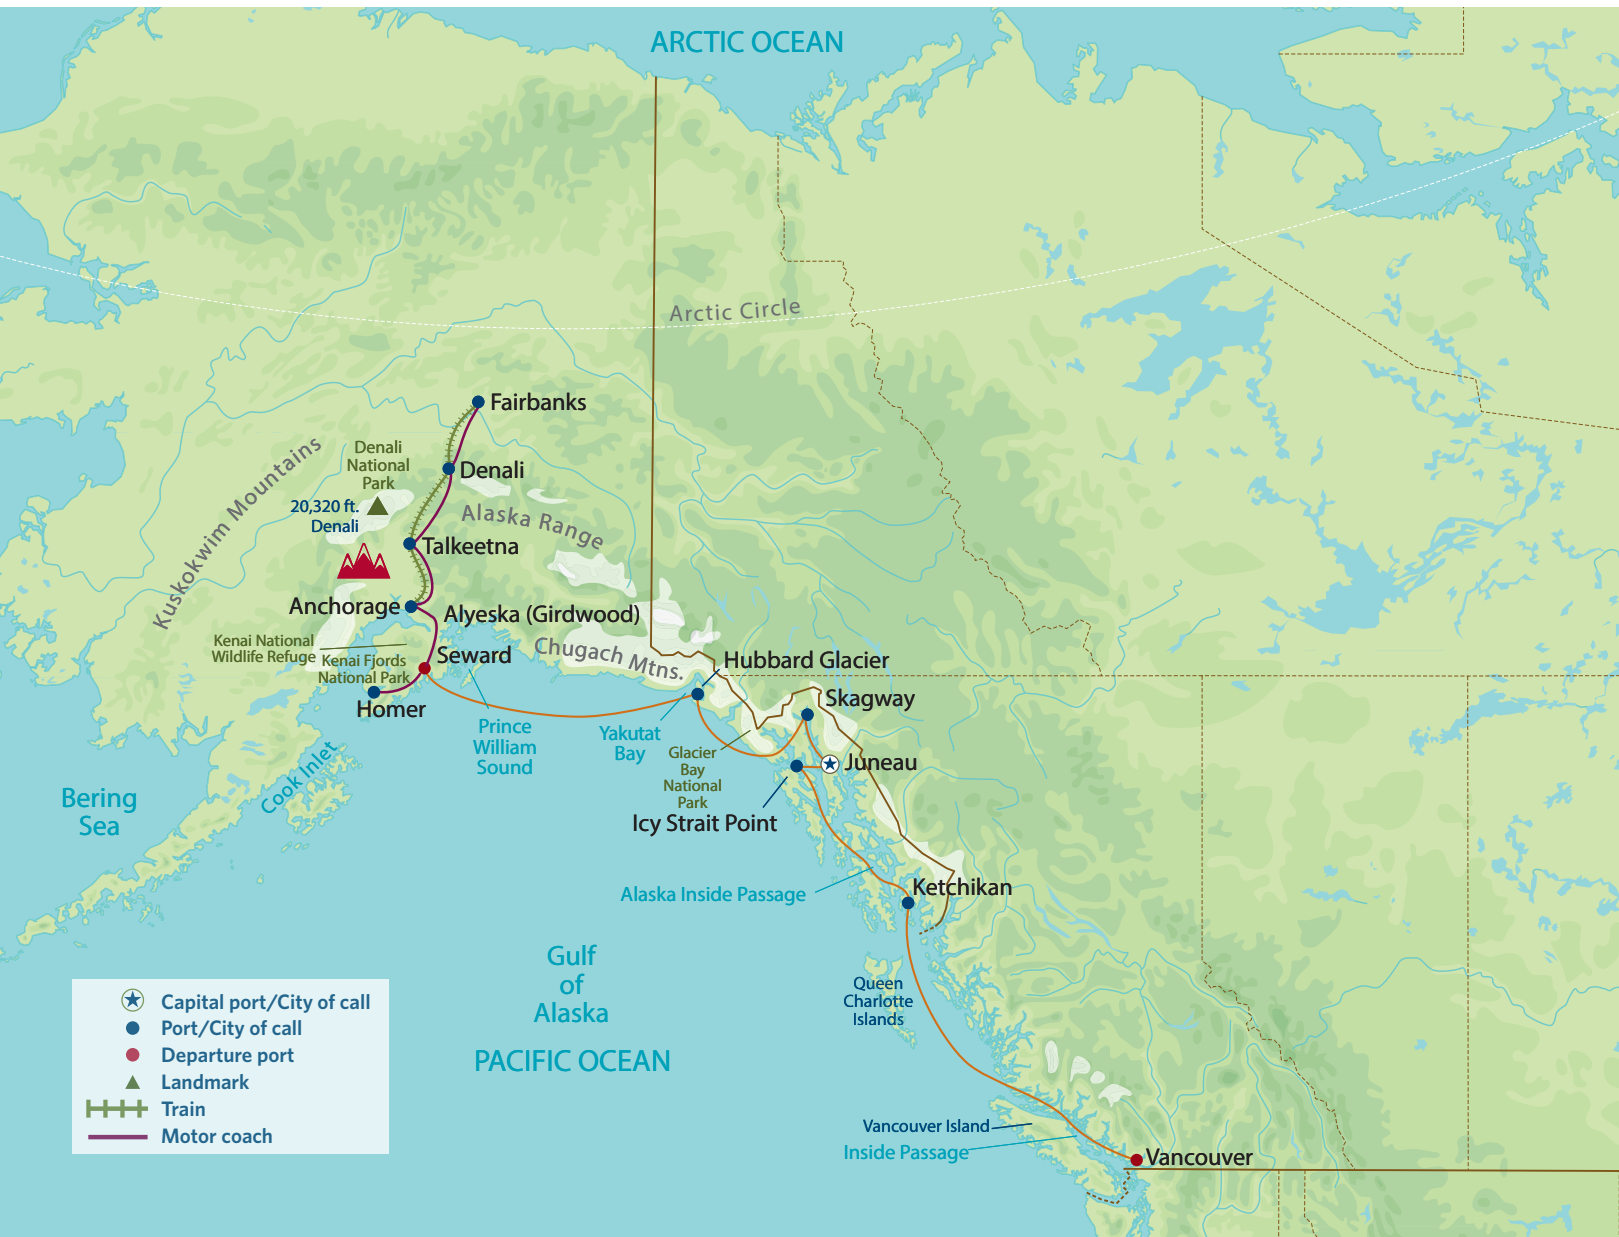 ARCTIC OCEAN
Arctic Circle
Fairbanks
Denali
National
Park
Denali
20,320 ft.
Denali
Kuskokwim Mountains
Alaska Range
Talkeetna
Anchorage
Alyeska (Girdwood)
Kenai National
Wildlife Refuge
Kenai Fjords
National Park
Seward
Chugach Mtns.
Hubbard Glacier
Homer
Skagway
Prince
William
Sound
Yakutat
Bay
Glacier
Bay
National
Park
Juneau
Cook Inlet
Bering
Sea
Icy Strait Point
Alaska Inside Passage
Ketchikan
Gulf
of
Alaska
Queen
Charlotte
Islands
PACIFIC OCEAN
Vancouver Island
Inside Passage
Vancouver
Capital port/City of call
Port/City of call
Departure port
Landmark
Train
Motor coach